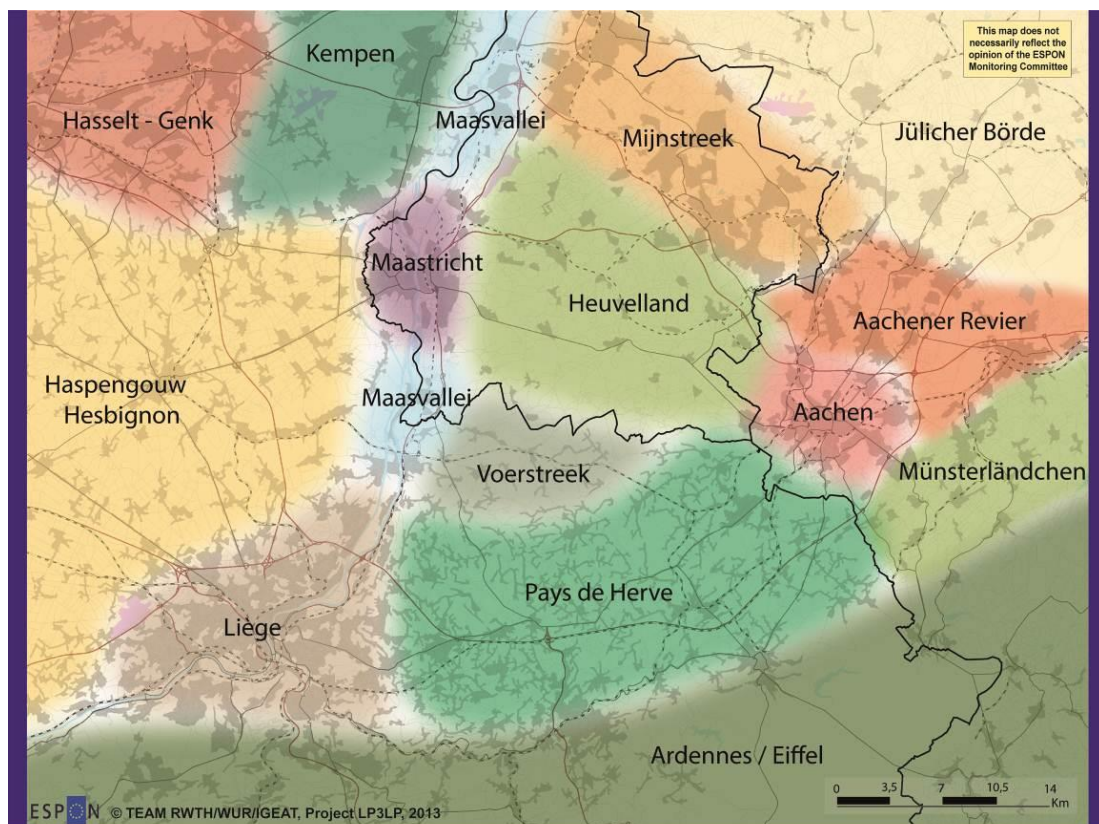 This map does not
necessarily reflect the
opinion of the ESPON
Monitoring Committee
Kempen
Hasselt - Genk
Maasvallei
Mijnstreek
Jülicher Börde
Maastricht
Heuvelland
Aachener Revier
Haspengouw
Hesbignon
Maasvallei
Aachen
Voerstreek
Münsterländchen
Pays de Herve
Liège
Ardennes / Eiffel
0 3,5 7 10,5 14
Km
ESPON © TEAM RWTH/WUR/IGEAT, Project LP3LP, 2013